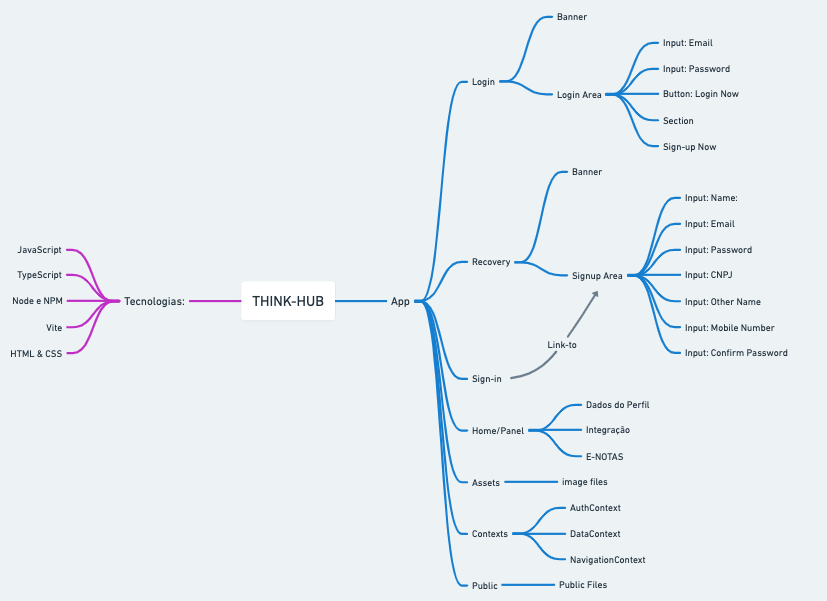 THINK-HUB
Tecnologias:
JavaScript
TypeScript
Node e NPM
Vite
HTML & CSS
App
Login
Banner
Login Area
Input: Email
Input: Password
Button: Login Now
Section
Sign-up Now
Recovery
Banner
Signup Area
Input: Name:
Input: Email
Input: Password
Input: CNPJ
Input: Other Name
Input: Mobile Number
Input: Confirm Password
Link-to
Sign-in
Home/Panel
Dados do Perfil
Integração
E-NOTAS
Assets
image files
Contexts
AuthContext
DataContext
NavigationContext
Public
Public Files